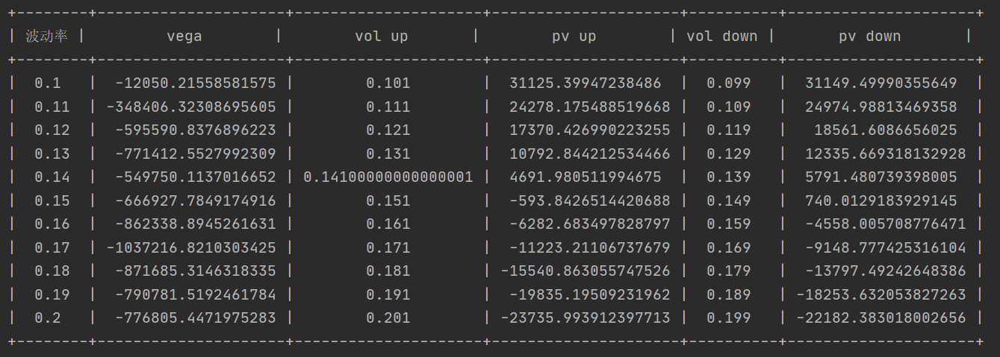 +--------+---------------------+---------------------+---------------------+----------+---------------------+
| 波动率 | vega | vol up | pv up | vol down | pv down |
+--------+---------------------+---------------------+---------------------+----------+---------------------+
| 0.1 | -12050.21558581575 | 0.101 | 31125.39947238486 | 0.099 | 31149.49990355649 |
| 0.11 | -348406.32308695605 | 0.111 | 24278.175488519668 | 0.109 | 24974.98813469358 |
| 0.12 | -595590.8376896223 | 0.121 | 17370.426990223255 | 0.119 | 18561.6086656025 |
| 0.13 | -771412.5527992309 | 0.131 | 10792.844212534466 | 0.129 | 12335.669318132928 |
| 0.14 | -549750.1137016652 | 0.14100000000000001 | 4691.980511994675 | 0.139 | 5791.480739398005 |
| 0.15 | -666927.7849174916 | 0.151 | -593.8426514420688 | 0.149 | 740.0129183929145 |
| 0.16 | -862338.8945261631 | 0.161 | -6282.683497828797 | 0.159 | -4558.005708776471 |
| 0.17 | -1037216.8210303425 | 0.171 | -11223.21106737679 | 0.169 | -9148.777425316104 |
| 0.18 | -871685.3146318335 | 0.181 | -15540.863055747526 | 0.179 | -13797.49242648386 |
| 0.19 | -790781.5192461784 | 0.191 | -19835.19509231962 | 0.189 | -18253.632053827263 |
| 0.2 | -776805.4471975283 | 0.201 | -23735.993912397713 | 0.199 | -22182.383018002656 |
+--------+---------------------+---------------------+---------------------+----------+---------------------+